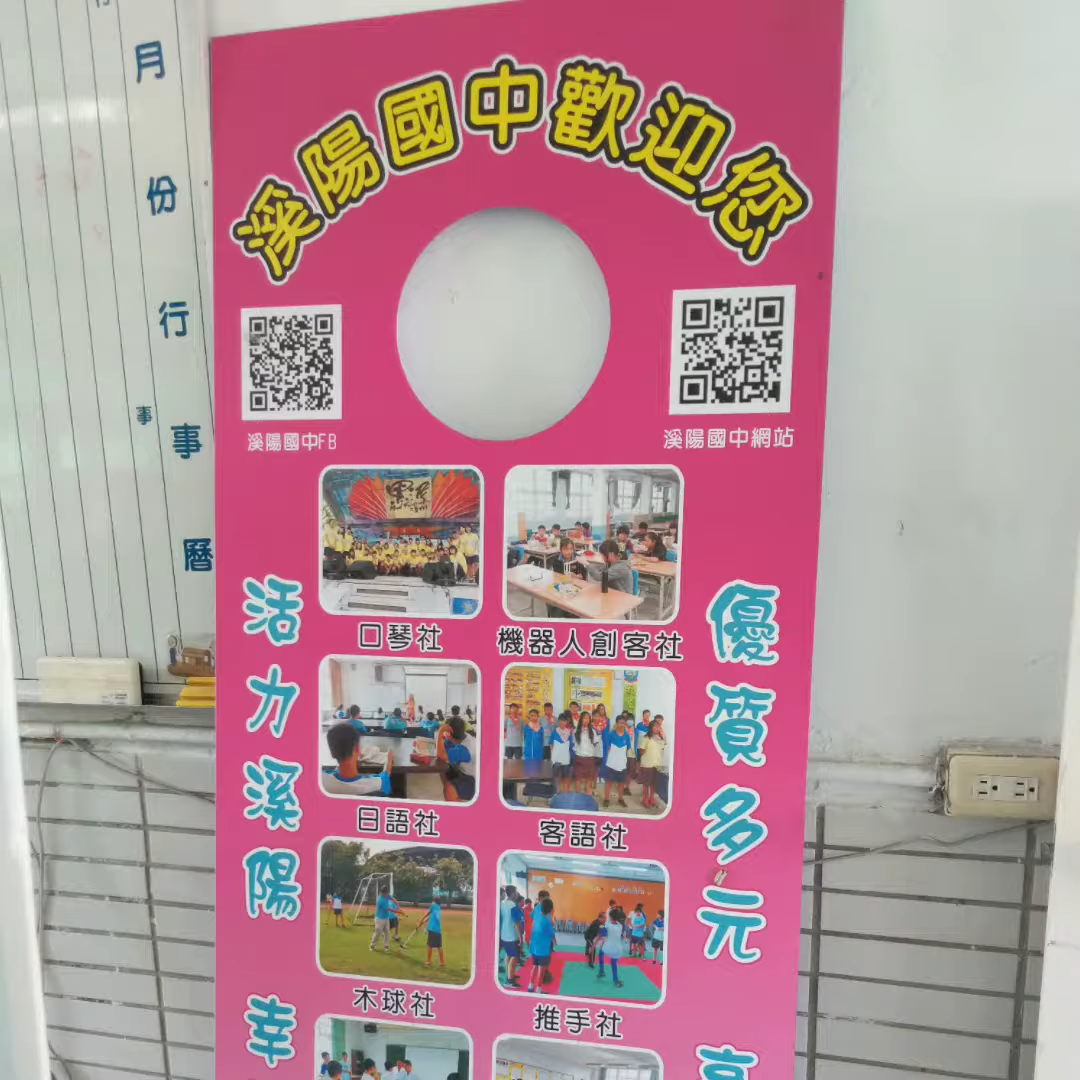 月份行事曆
事
溪陽國中歡迎您
溪陽國中FB
溪陽國中網站
口琴社
機器人創客社
日語社
客語社
木球社
推手社
活力溪陽 幸
優質多元